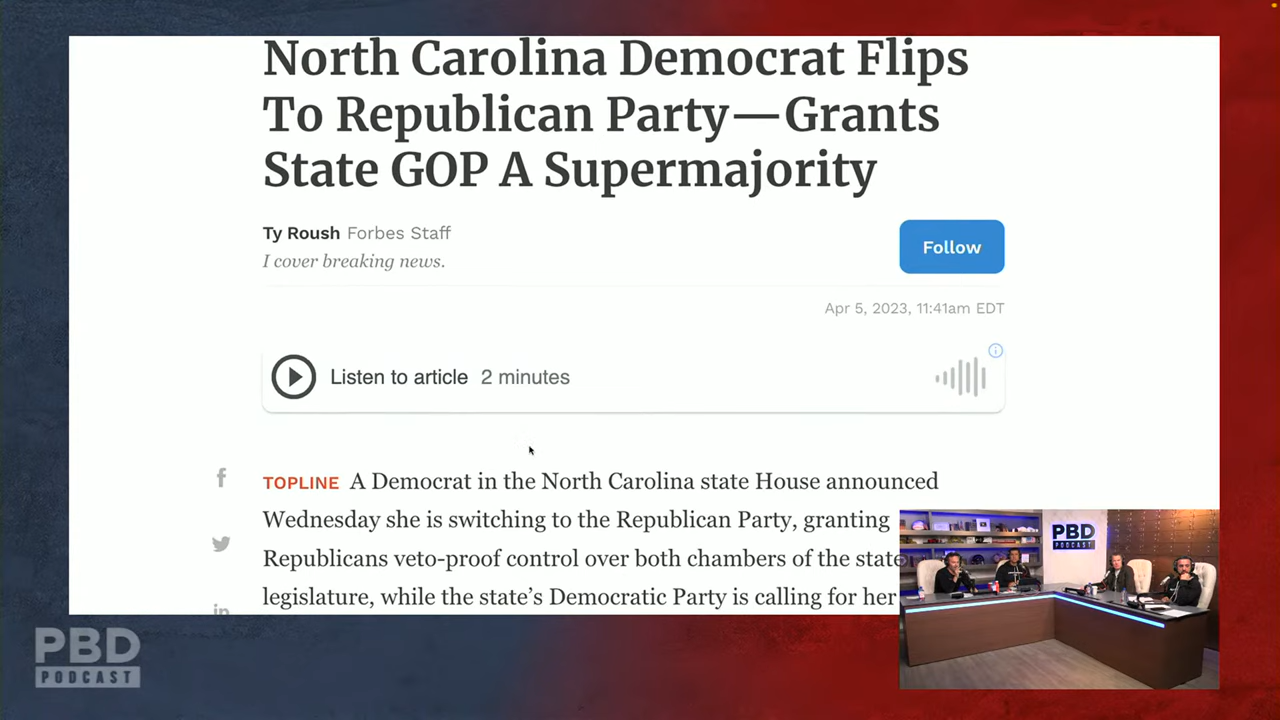 North Carolina Democrat Flips
To Republican Party—Grants
State GOP A Supermajority
Ty Roush Forbes Staff
I cover breaking news.
Follow
Apr 5, 2023, 11:41am EDT
Listen to article 2 minutes
TOPLINE A Democrat in the North Carolina state House announced
Wednesday she is switching to the Republican Party, granting
Republicans veto-proof control over both chambers of the state
legislature, while the state’s Democratic Party is calling for her
PBD
PODCAST
PBD
PODCAST